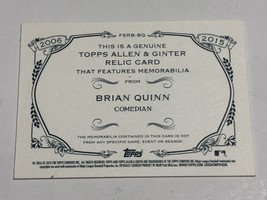 FSRB-BQ
2006
2015
THIS IS A GENUINE
TOPPS ALLEN & GINTER
RELIC CARD
THAT FEATURES MEMORABILIA
FROM
BRIAN QUINN
COMEDIAN
THE MEMORABILIA CONTAINED IN THIS CARD IS NOT
FROM ANY SPECIFIC GAME, EVENT OR SEASON.
Topps